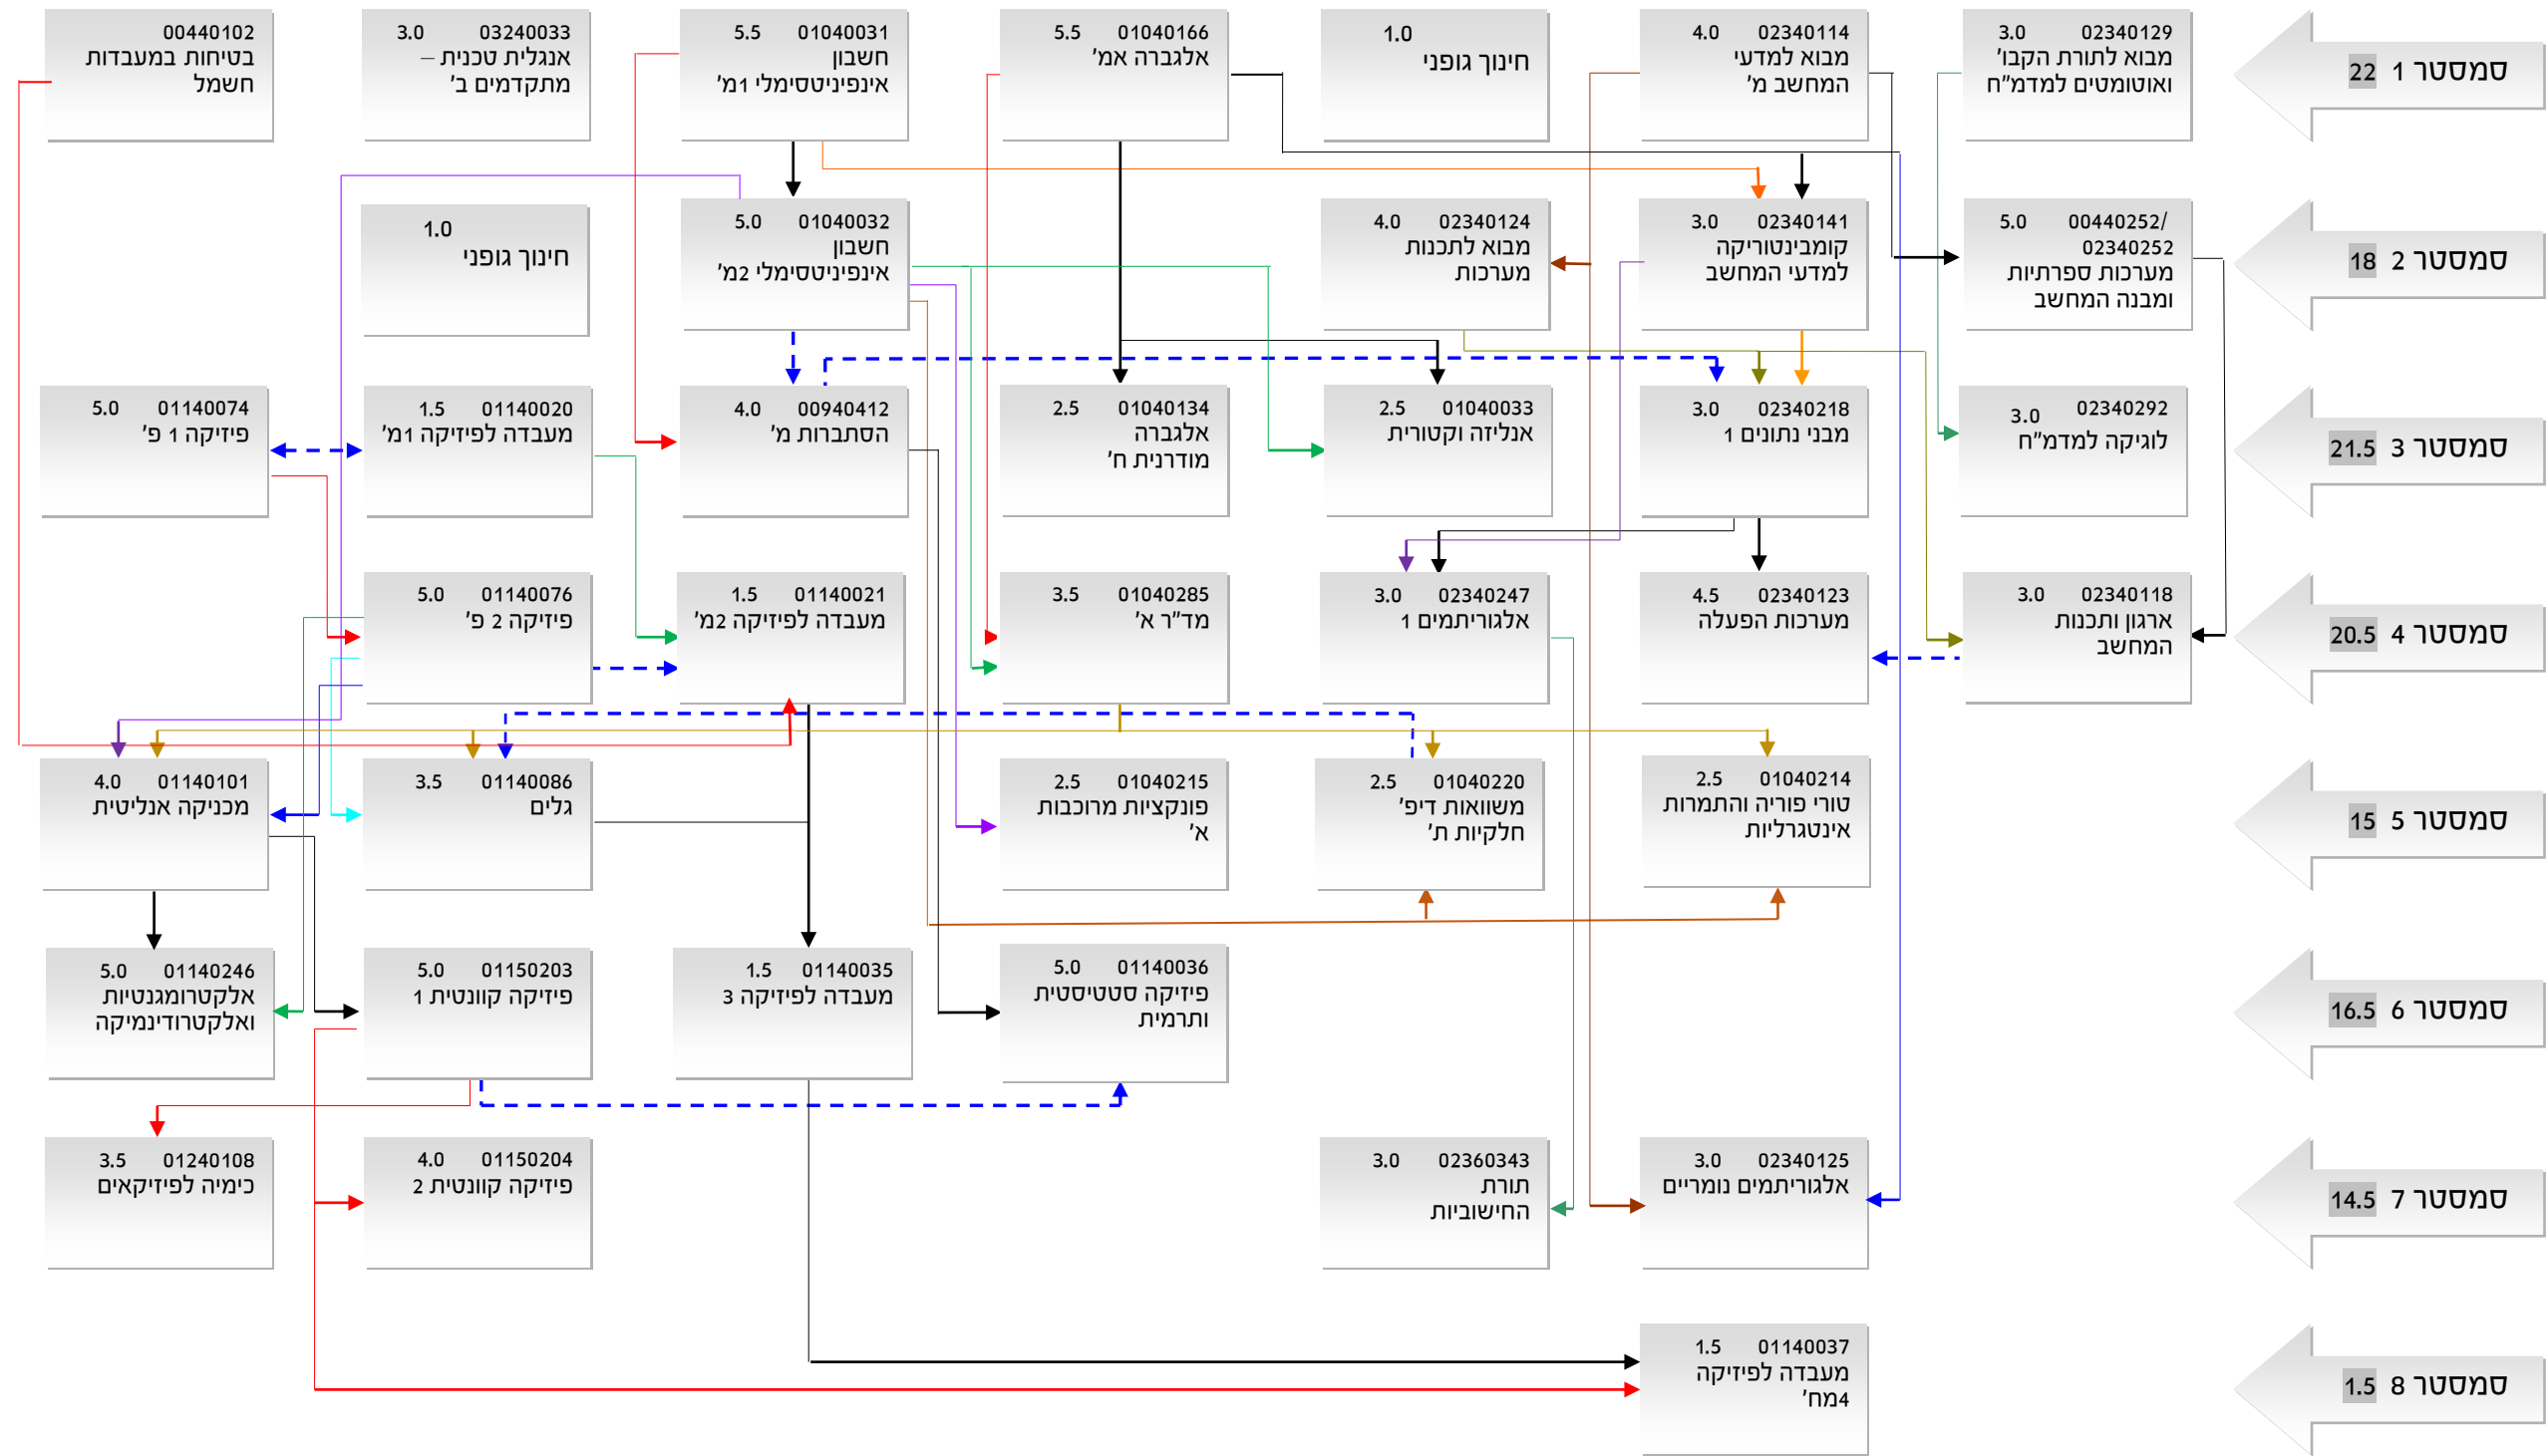 סמסטר 1 22
02340129 3.0
מבוא לתורת הקבו'
ואוטומטים למדמ"ח
02340114 4.0
מבוא למדעי
המחשב מ'
1.0
חינוך גופני
01040166 5.5
אלגברה אמ'
01040031 5.5
חשבון
אינפיניטסימלי 1מ'
03240033 3.0
אנגלית טכנית –
מתקדמים ב'
00440102
בטיחות במעבדות
חשמל
סמסטר 2 18
00440252/ 5.0
02340252
מערכות ספרתיות
ומבנה המחשב
02340141 3.0
קומבינטוריקה
למדעי המחשב
02340124 4.0
מבוא לתכנות
מערכות
01040032 5.0
חשבון
אינפיניטסימלי 2מ'
1.0
חינוך גופני
סמסטר 3 21.5
02340292 3.0
לוגיקה למדמ"ח
02340218 3.0
מבני נתונים 1
01040033 2.5
אנליזה וקטורית
01040134 2.5
אלגברה
מודרנית ח'
00940412 4.0
הסתברות מ'
01140020 1.5
מעבדה לפיזיקה 1מ'
01140074 5.0
פיזיקה 1 פ'
סמסטר 4 20.5
02340118 3.0
ארגון ותכנות
המחשב
02340123 4.5
מערכות הפעלה
02340247 3.0
אלגוריתמים 1
01040285 3.5
מד"ר א'
01140021 1.5
מעבדה לפיזיקה 2מ'
01140076 5.0
פיזיקה 2 פ'
סמסטר 5 15
01040214 2.5
טורי פוריה והתמרות
אינטגרליות
01040220 2.5
משוואות דיפ'
חלקיות ת'
01040215 2.5
פונקציות מרוכבות
א'
01140086 3.5
גלים
01140101 4.0
מכניקה אנליטית
סמסטר 6 16.5
01140036 5.0
פיזיקה סטטיסטית
ותרמית
01140035 1.5
מעבדה לפיזיקה 3
01150203 5.0
פיזיקה קוונטית 1
01140246 5.0
אלקטרומגנטיות
ואלקטרודינמיקה
סמסטר 7 14.5
02340125 3.0
אלגוריתמים נומריים
02360343 3.0
תורת
החישוביות
01150204 4.0
פיזיקה קוונטית 2
01240108 3.5
כימיה לפיזיקאים
סמסטר 8 1.5
01140037 1.5
מעבדה לפיזיקה
4מח'